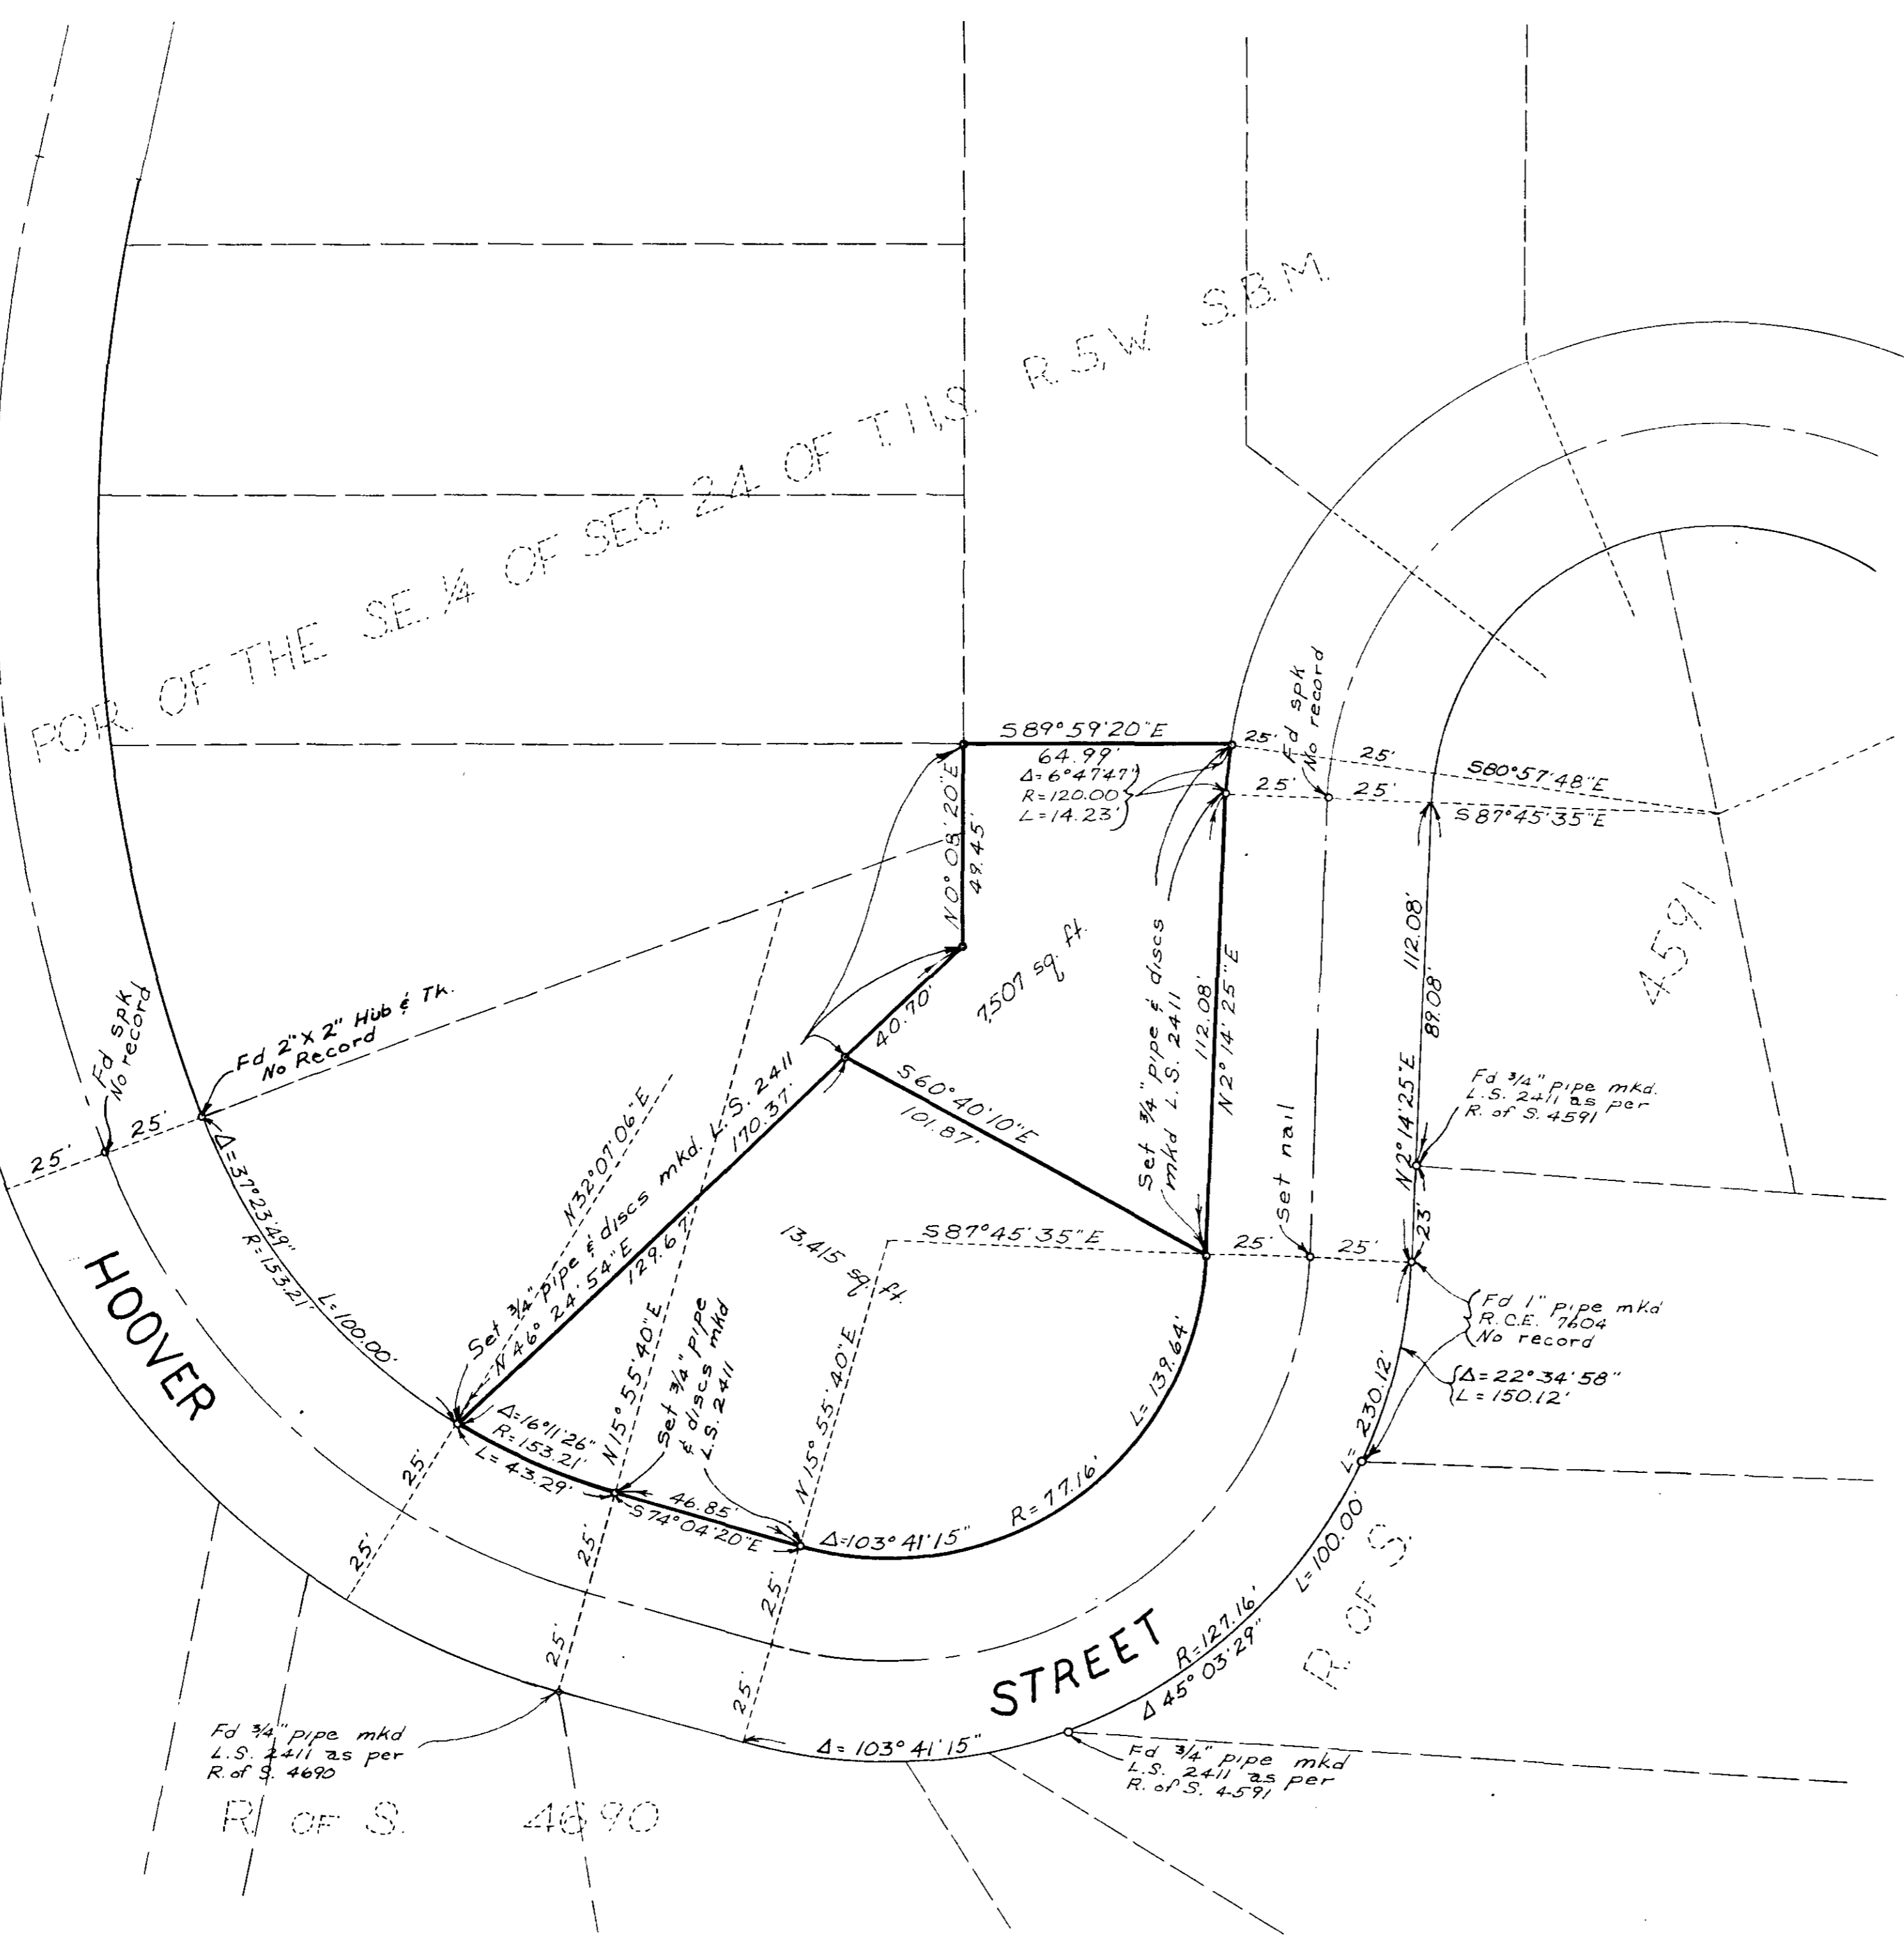 POR OF THE S.E. 1/4 OF SEC. 24 OF T.11,S. R.5,W. S.B.M.
S89°59'20"E
64.99'
Δ=6°47'47"
R=120.00'
L=14.23'
25'
25'
Fd spk
No record
S80°57'48"E
25'
25'
S87°45'35"E
N0°08'20"E
49.45'
7,507 sq. ft.
40.70'
Set 3/4" pipe & discs
mkd L.S. 2411
112.08'
N2°14'25"E
112.08'
89.08'
N2°14'25"E
4591
Fd 3/4" pipe mkd.
L.S. 2411 as per
R. of S. 4591
23'
Fd spk
No record
Fd 2" X 2" Hub & Tk.
No Record
25'
25'
Δ=37°23'49"
R=153.21'
L=100.00'
N32°07'06"E
Set 3/4" pipe & discs mkd. L.S. 2411
N46°24'54"E
170.37'
129.67'
S60°40'10"E
101.87'
13,415 sq. ft.
S87°45'35"E
Set nail
25'
25'
Fd 1" pipe mkd
R.C.E. 7604
No record
Δ=22°34'58"
L=150.12'
HOOVER
N15°55'40"E
Set 3/4" pipe
& discs mkd
L.S. 2411
N15°55'40"E
Δ=16°11'26"
R=153.21'
L=43.29'
46.85'
S74°04'20"E
Δ=103°41'15"
R=77.16'
L=139.64'
L=230.12'
25'
25'
25'
25'
25'
25'
STREET
L=100.00'
R=127.16'
Δ 45°03'29"
R OF S.
Δ=103°41'15"
Fd 3/4" pipe mkd
L.S. 2411 as per
R. of S. 4690
R. OF S. 4690
Fd 3/4" pipe mkd
L.S. 2411 as per
R. of S. 4591